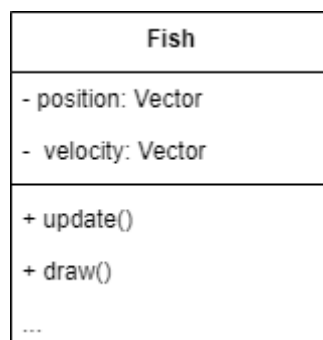 Fish
- position: Vector
- velocity: Vector
+ update()
+ draw()
...